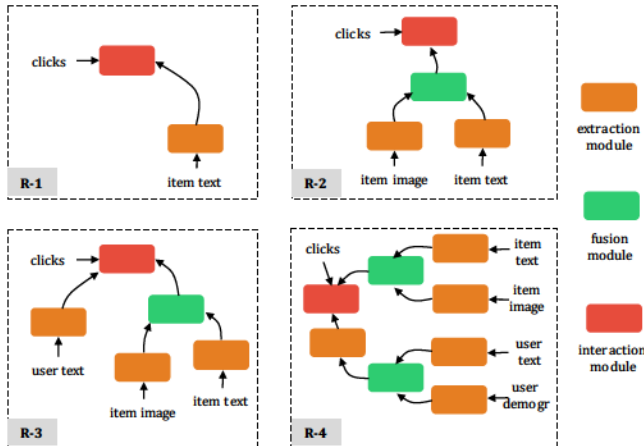 clicks
item text
R-1
clicks
item image
item text
R-2
extraction
module
fusion
module
interaction
module
clicks
user text
item image
item text
R-3
clicks
item
text
item
image
user
text
user
demogr
R-4